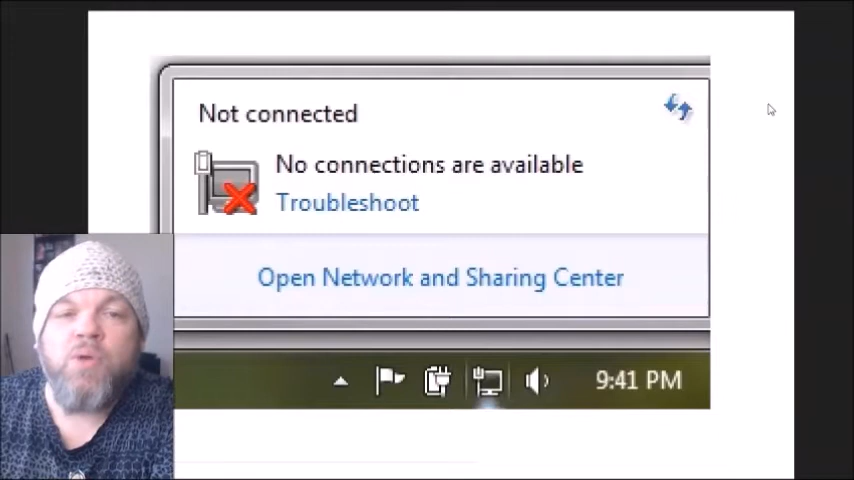 Not connected
No connections are available
Troubleshoot
Open Network and Sharing Center
9:41 PM